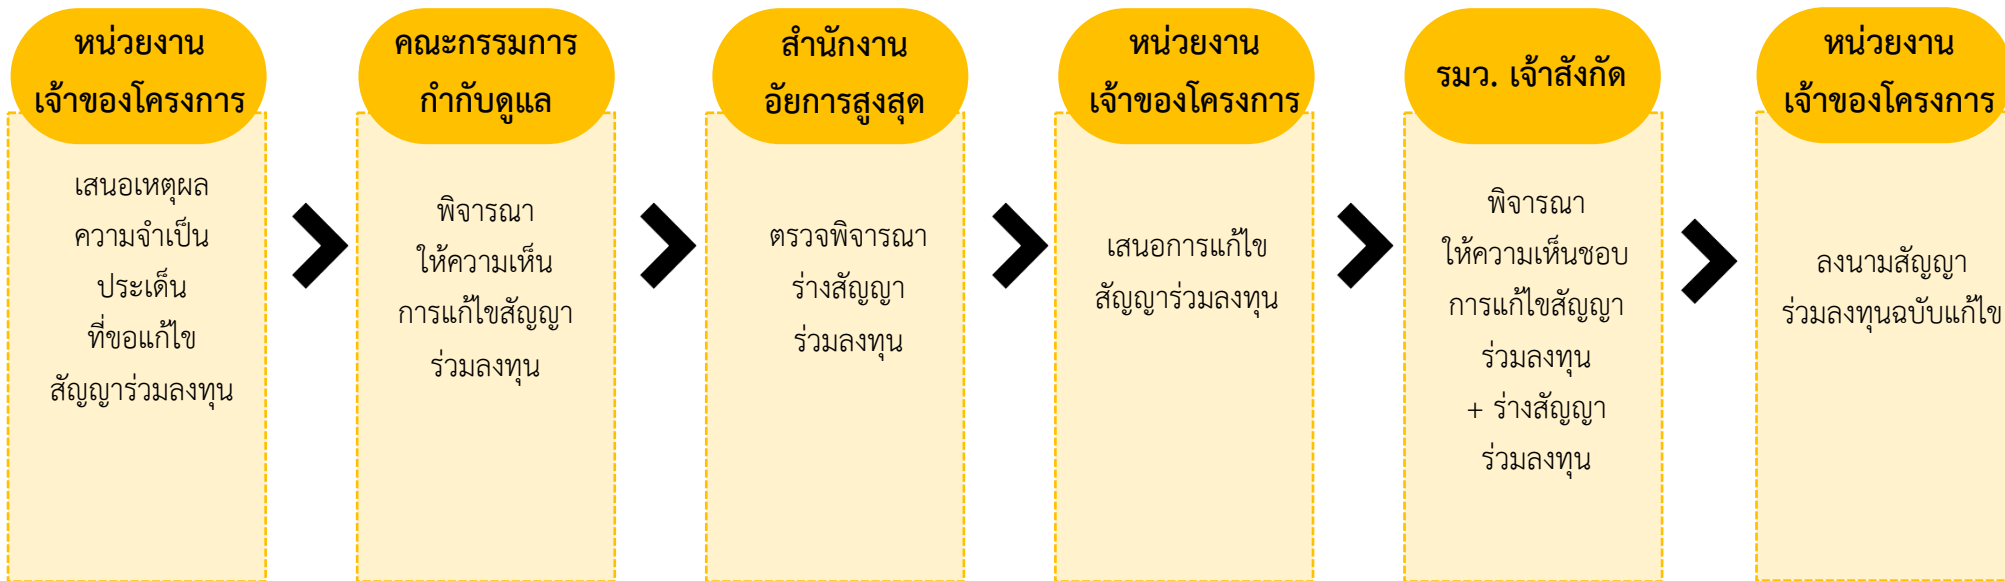 หน่วยงาน
เจ้าของโครงการ
เสนอเหตุผล
ความจำเป็น
ประเด็น
ที่ขอแก้ไข
สัญญาร่วมลงทุน
คณะกรรมการ
กำกับดูแล
พิจารณา
ให้ความเห็น
การแก้ไขสัญญา
ร่วมลงทุน
สำนักงาน
อัยการสูงสุด
ตรวจพิจารณา
ร่างสัญญา
ร่วมลงทุน
หน่วยงาน
เจ้าของโครงการ
เสนอการแก้ไข
สัญญาร่วมลงทุน
รมว. เจ้าสังกัด
พิจารณา
ให้ความเห็นชอบ
การแก้ไขสัญญา
ร่วมลงทุน
+ ร่างสัญญา
ร่วมลงทุน
หน่วยงาน
เจ้าของโครงการ
ลงนามสัญญา
ร่วมลงทุนฉบับแก้ไข